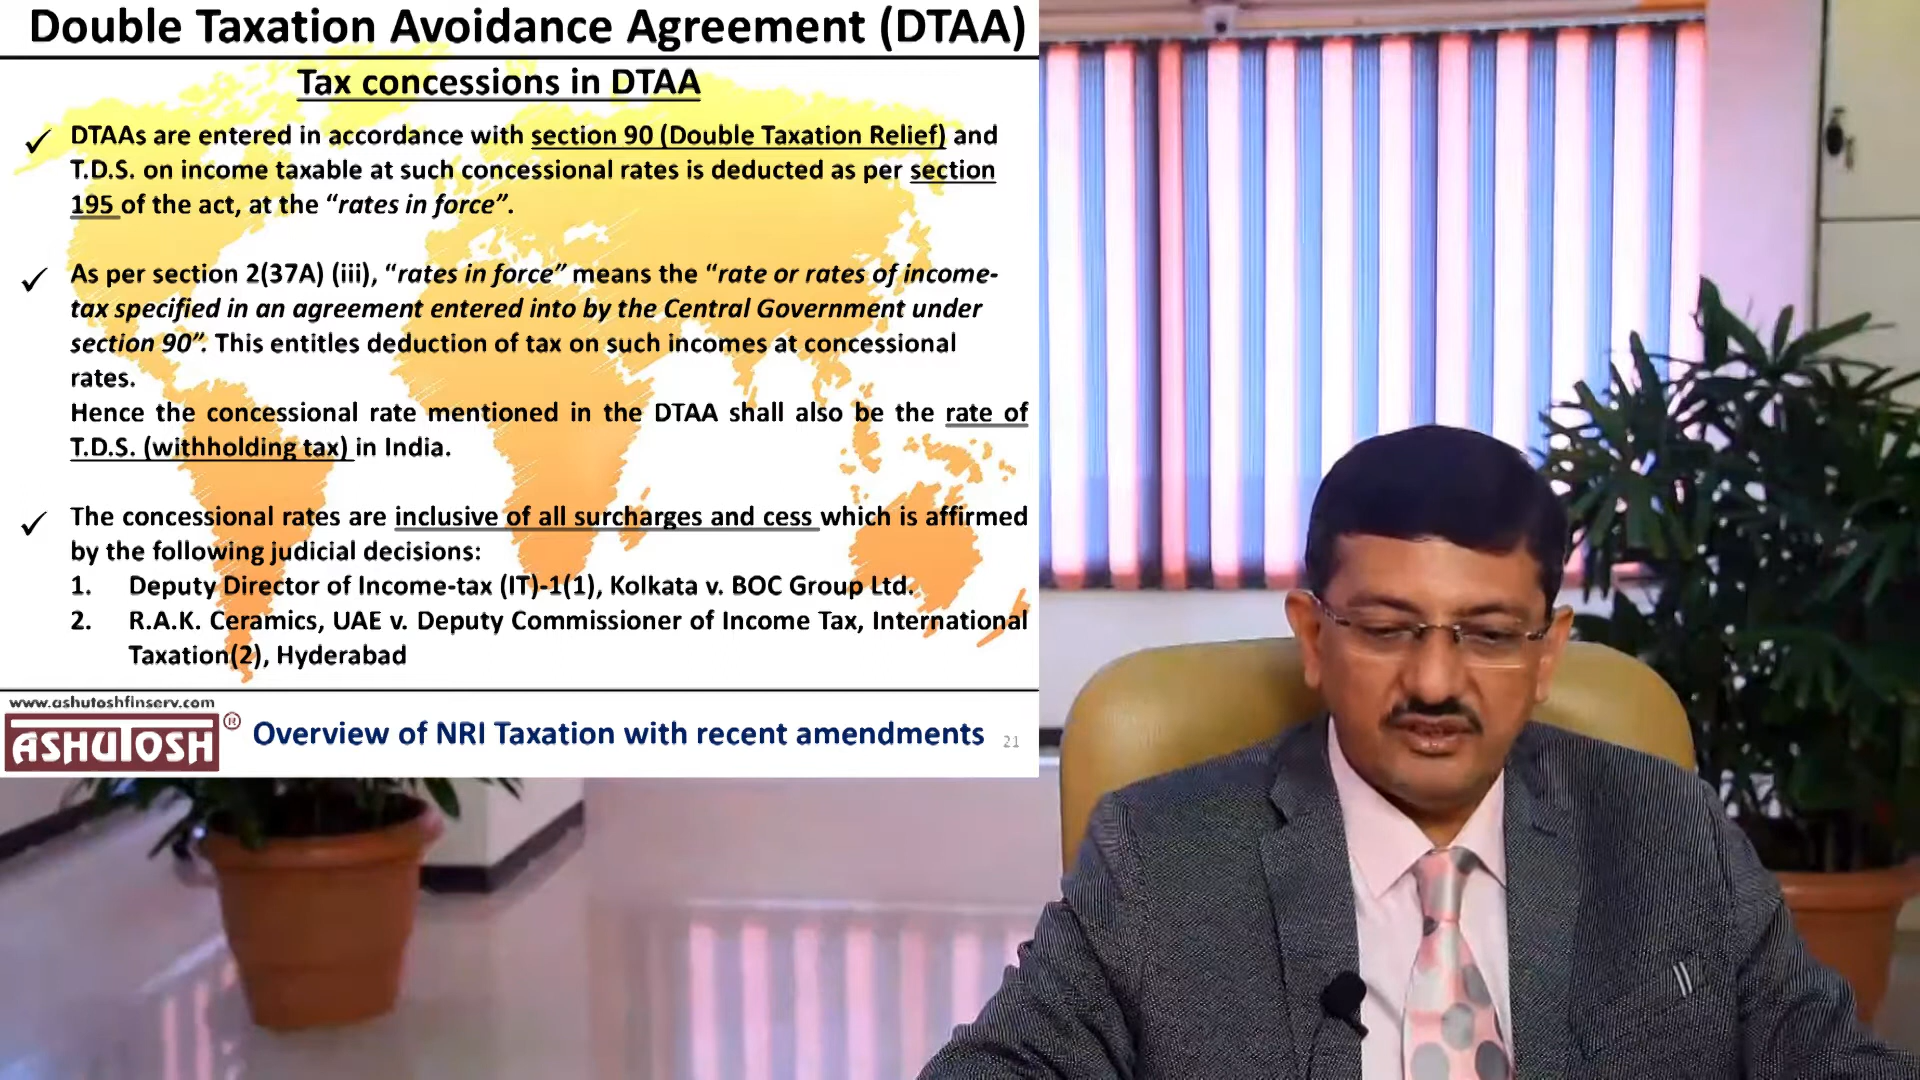 Double Taxation Avoidance Agreement (DTAA)
Tax concessions in DTAA
✓ DTAAs are entered in accordance with section 90 (Double Taxation Relief) and
T.D.S. on income taxable at such concessional rates is deducted as per section
195 of the act, at the “rates in force”.
✓ As per section 2(37A) (iii), “rates in force” means the “rate or rates of income-
tax specified in an agreement entered into by the Central Government under
section 90”. This entitles deduction of tax on such incomes at concessional
rates.
Hence the concessional rate mentioned in the DTAA shall also be the rate of
T.D.S. (withholding tax) in India.
✓ The concessional rates are inclusive of all surcharges and cess which is affirmed
by the following judicial decisions:
1. Deputy Director of Income-tax (IT)-1(1), Kolkata v. BOC Group Ltd.
2. R.A.K. Ceramics, UAE v. Deputy Commissioner of Income Tax, International
Taxation(2), Hyderabad
www.ashutoshfinserv.com
ASHUTOSH ®
Overview of NRI Taxation with recent amendments 21